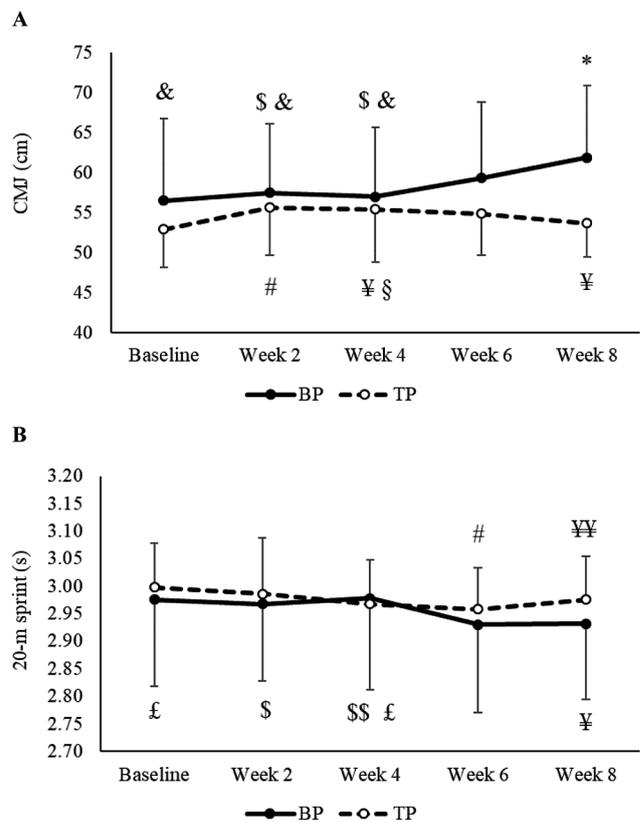 A
75
70
65
60
55
50
45
40
CMJ (cm)
&
$ &
$ &
*
#
¥ §
¥
Baseline
Week 2
Week 4
Week 6
Week 8
BP
TP
B
3.20
3.15
3.10
3.05
3.00
2.95
2.90
2.85
2.80
2.75
2.70
20-m sprint (s)
#
¥¥
£
$
$$ £
¥
Baseline
Week 2
Week 4
Week 6
Week 8
BP
TP